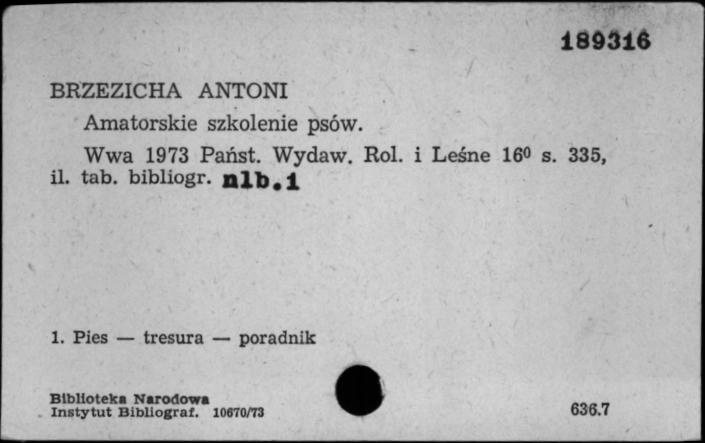 189316
BRZEZICHA ANTONI
Amatorskie szkolenie psów.
Wwa 1973 Państ. Wydaw. Rol. i Leśne 16⁰ s. 335,
il. tab. bibliogr. nlb.1
1. Pies — tresura — poradnik
Biblioteka Narodowa
Instytut Bibliograf. 10670/73
636.7